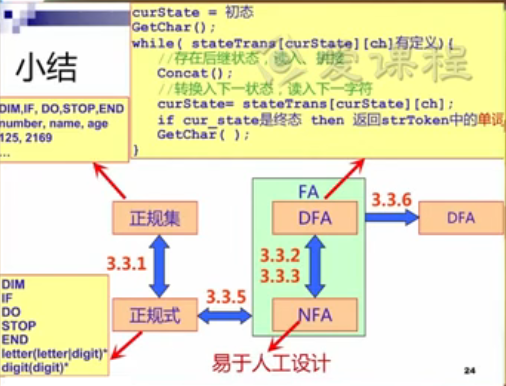 curState = 初态
GetChar();
while( stateTrans[curState][ch]有定义){
//存在后继状态，读入、拼接
Concat();
//转换入下一状态，读入下一字符
curState= stateTrans[curState][ch];
if cur_state是终态 then 返回strToken中的单词
GetChar( );
}
爱课程
小结
DIM,IF, DO,STOP,END
number, name, age
125, 2169
...
FA
正规集
DFA
3.3.6
DFA
3.3.1
3.3.2
3.3.3
3.3.5
正规式
NFA
DIM
IF
DO
STOP
END
letter(letter|digit)*
digit(digit)*
易于人工设计
24